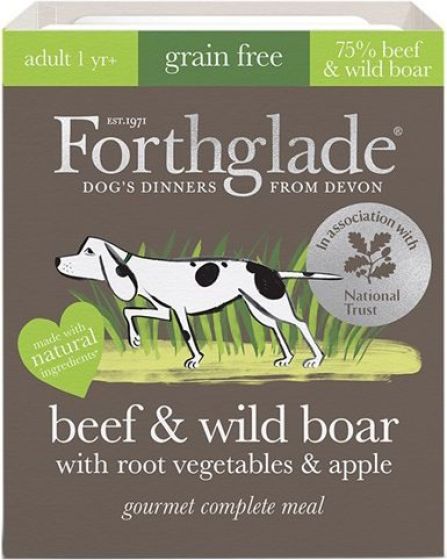 adult 1 yr+
grain free
75% beef
& wild boar
EST.1971
Forthglade®
DOG'S DINNERS FROM DEVON
in association with
National
Trust
made with
natural
ingredients*
beef & wild boar
with root vegetables & apple
gourmet complete meal